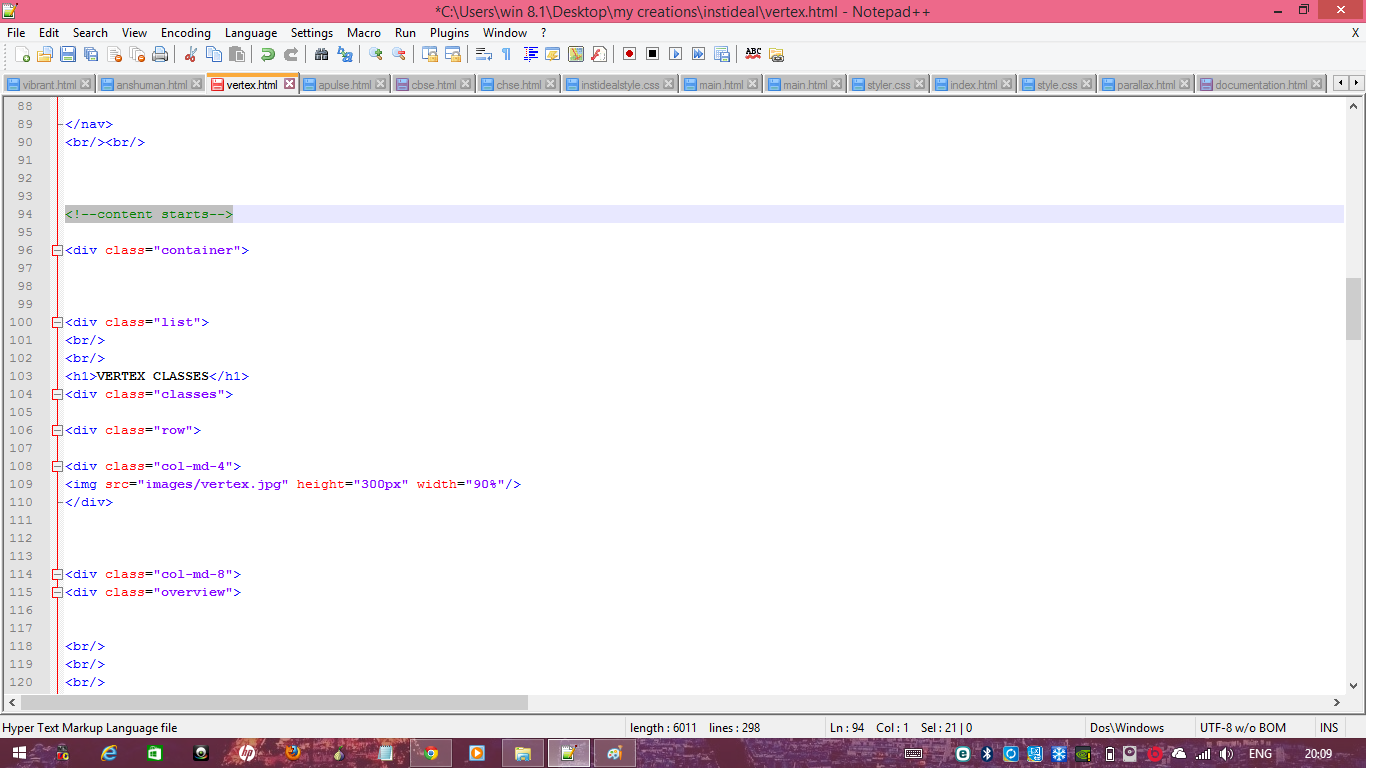 *C:\Users\win 8.1\Desktop\my creations\instideal\vertex.html - Notepad++
File Edit Search View Encoding Language Settings Macro Run Plugins Window ? X
ABC
vibrant.html anshuman.html vertex.html apulse.html cbse.html chse.html instidealstyle.css main.html main.html styler.css index.html style.css parallax.html documentation.html
88
89 </nav>
90 <br/><br/>
91
92
93
94 <!--content starts-->
95
96 <div class="container">
97
98
99
100 <div class="list">
101 <br/>
102 <br/>
103 <h1>VERTEX CLASSES</h1>
104 <div class="classes">
105
106 <div class="row">
107
108 <div class="col-md-4">
109 <img src="images/vertex.jpg" height="300px" width="90%"/>
110 </div>
111
112
113
114 <div class="col-md-8">
115 <div class="overview">
116
117
118 <br/>
119 <br/>
120 <br/>
Hyper Text Markup Language file length : 6011 lines : 298 Ln : 94 Col : 1 Sel : 21 | 0 Dos\Windows UTF-8 w/o BOM INS
ENG 20:09